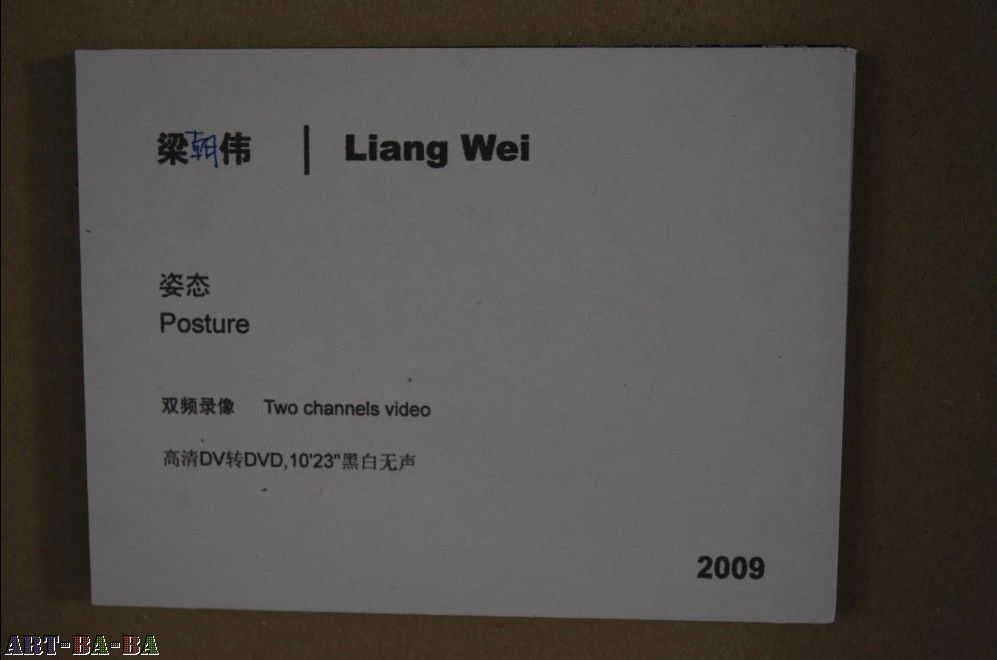 梁朝伟 | Liang Wei
姿态
Posture
双频录像 Two channels video
高清DV转DVD,10'23"黑白无声
2009
ART-BA-BA